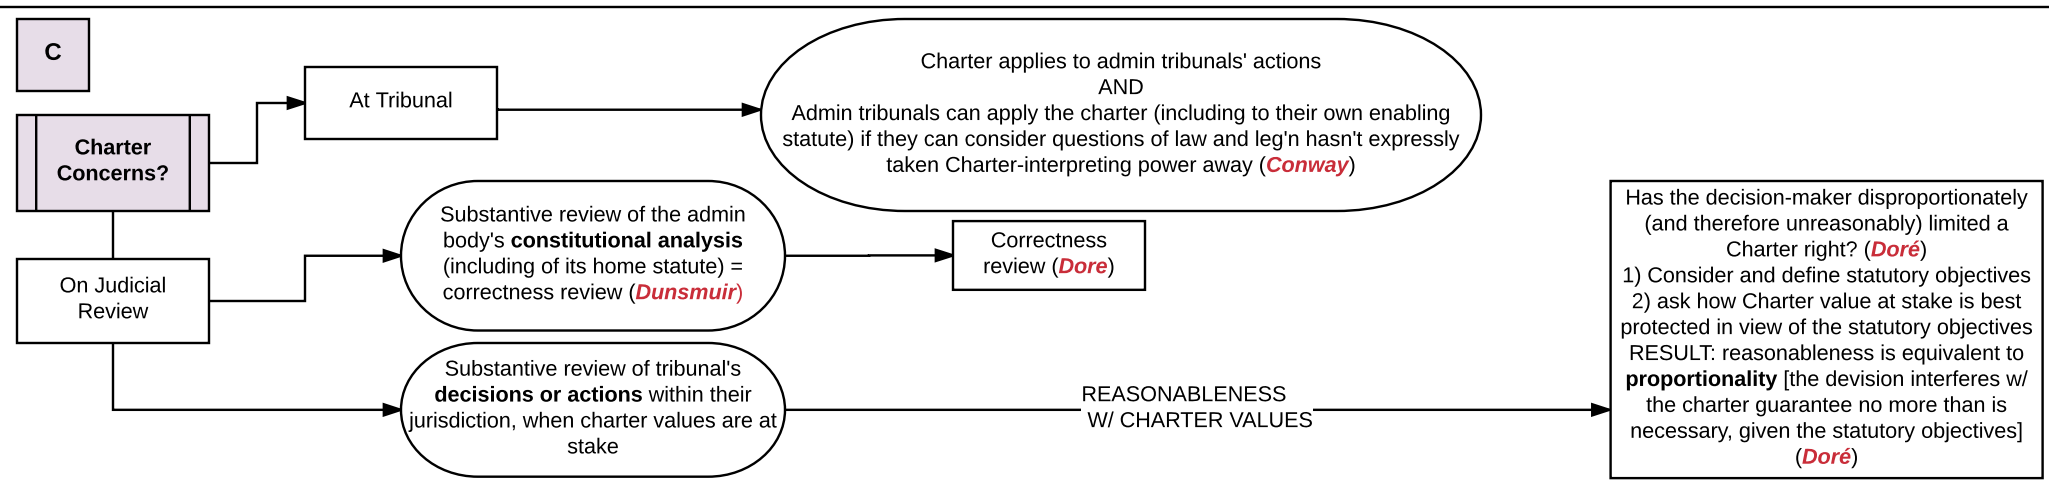 C
Charter
Concerns?
At Tribunal
Charter applies to admin tribunals' actions
AND
Admin tribunals can apply the charter (including to their own enabling
statute) if they can consider questions of law and leg'n hasn't expressly
taken Charter-interpreting power away (Conway)
On Judicial
Review
Substantive review of the admin
body's constitutional analysis
(including of its home statute) =
correctness review (Dunsmuir)
Correctness
review (Dore)
Substantive review of tribunal's
decisions or actions within their
jurisdiction, when charter values are at
stake
REASONABLENESS
W/ CHARTER VALUES
Has the decision-maker disproportionately
(and therefore unreasonably) limited a
Charter right? (Doré)
1) Consider and define statutory objectives
2) ask how Charter value at stake is best
protected in view of the statutory objectives
RESULT: reasonableness is equivalent to
proportionality [the devision interferes w/
the charter guarantee no more than is
necessary, given the statutory objectives]
(Doré)